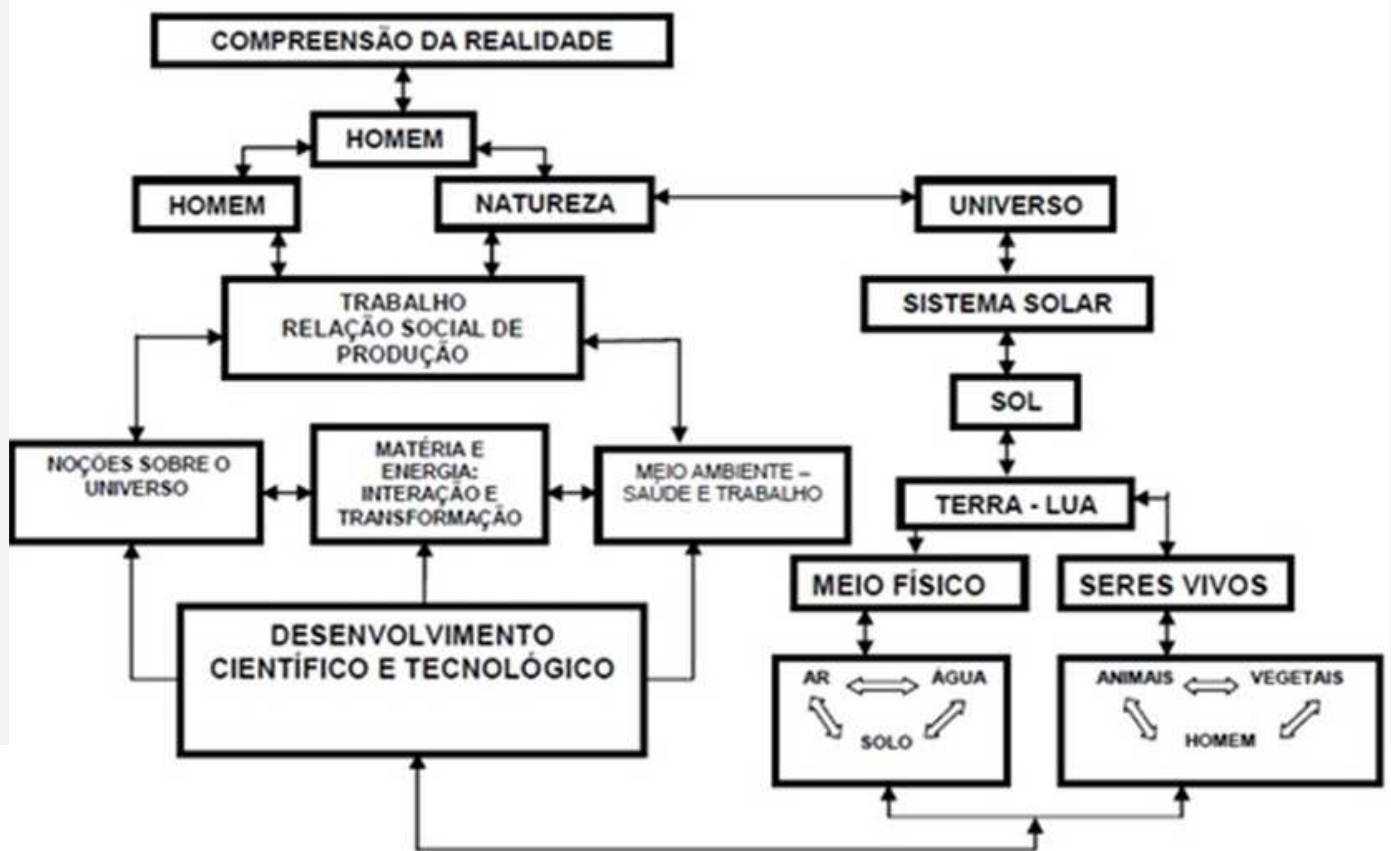 COMPREENSÃO DA REALIDADE
HOMEM
HOMEM
NATUREZA
UNIVERSO
TRABALHO
RELAÇÃO SOCIAL DE
PRODUÇÃO
SISTEMA SOLAR
SOL
NOÇÕES SOBRE O
UNIVERSO
MATÉRIA E
ENERGIA:
INTERAÇÃO E
TRANSFORMAÇÃO
MEIO AMBIENTE –
SAÚDE E TRABALHO
TERRA - LUA
MEIO FÍSICO
SERES VIVOS
DESENVOLVIMENTO
CIENTÍFICO E TECNOLÓGICO
AR
ÁGUA
SOLO
ANIMAIS
VEGETAIS
HOMEM